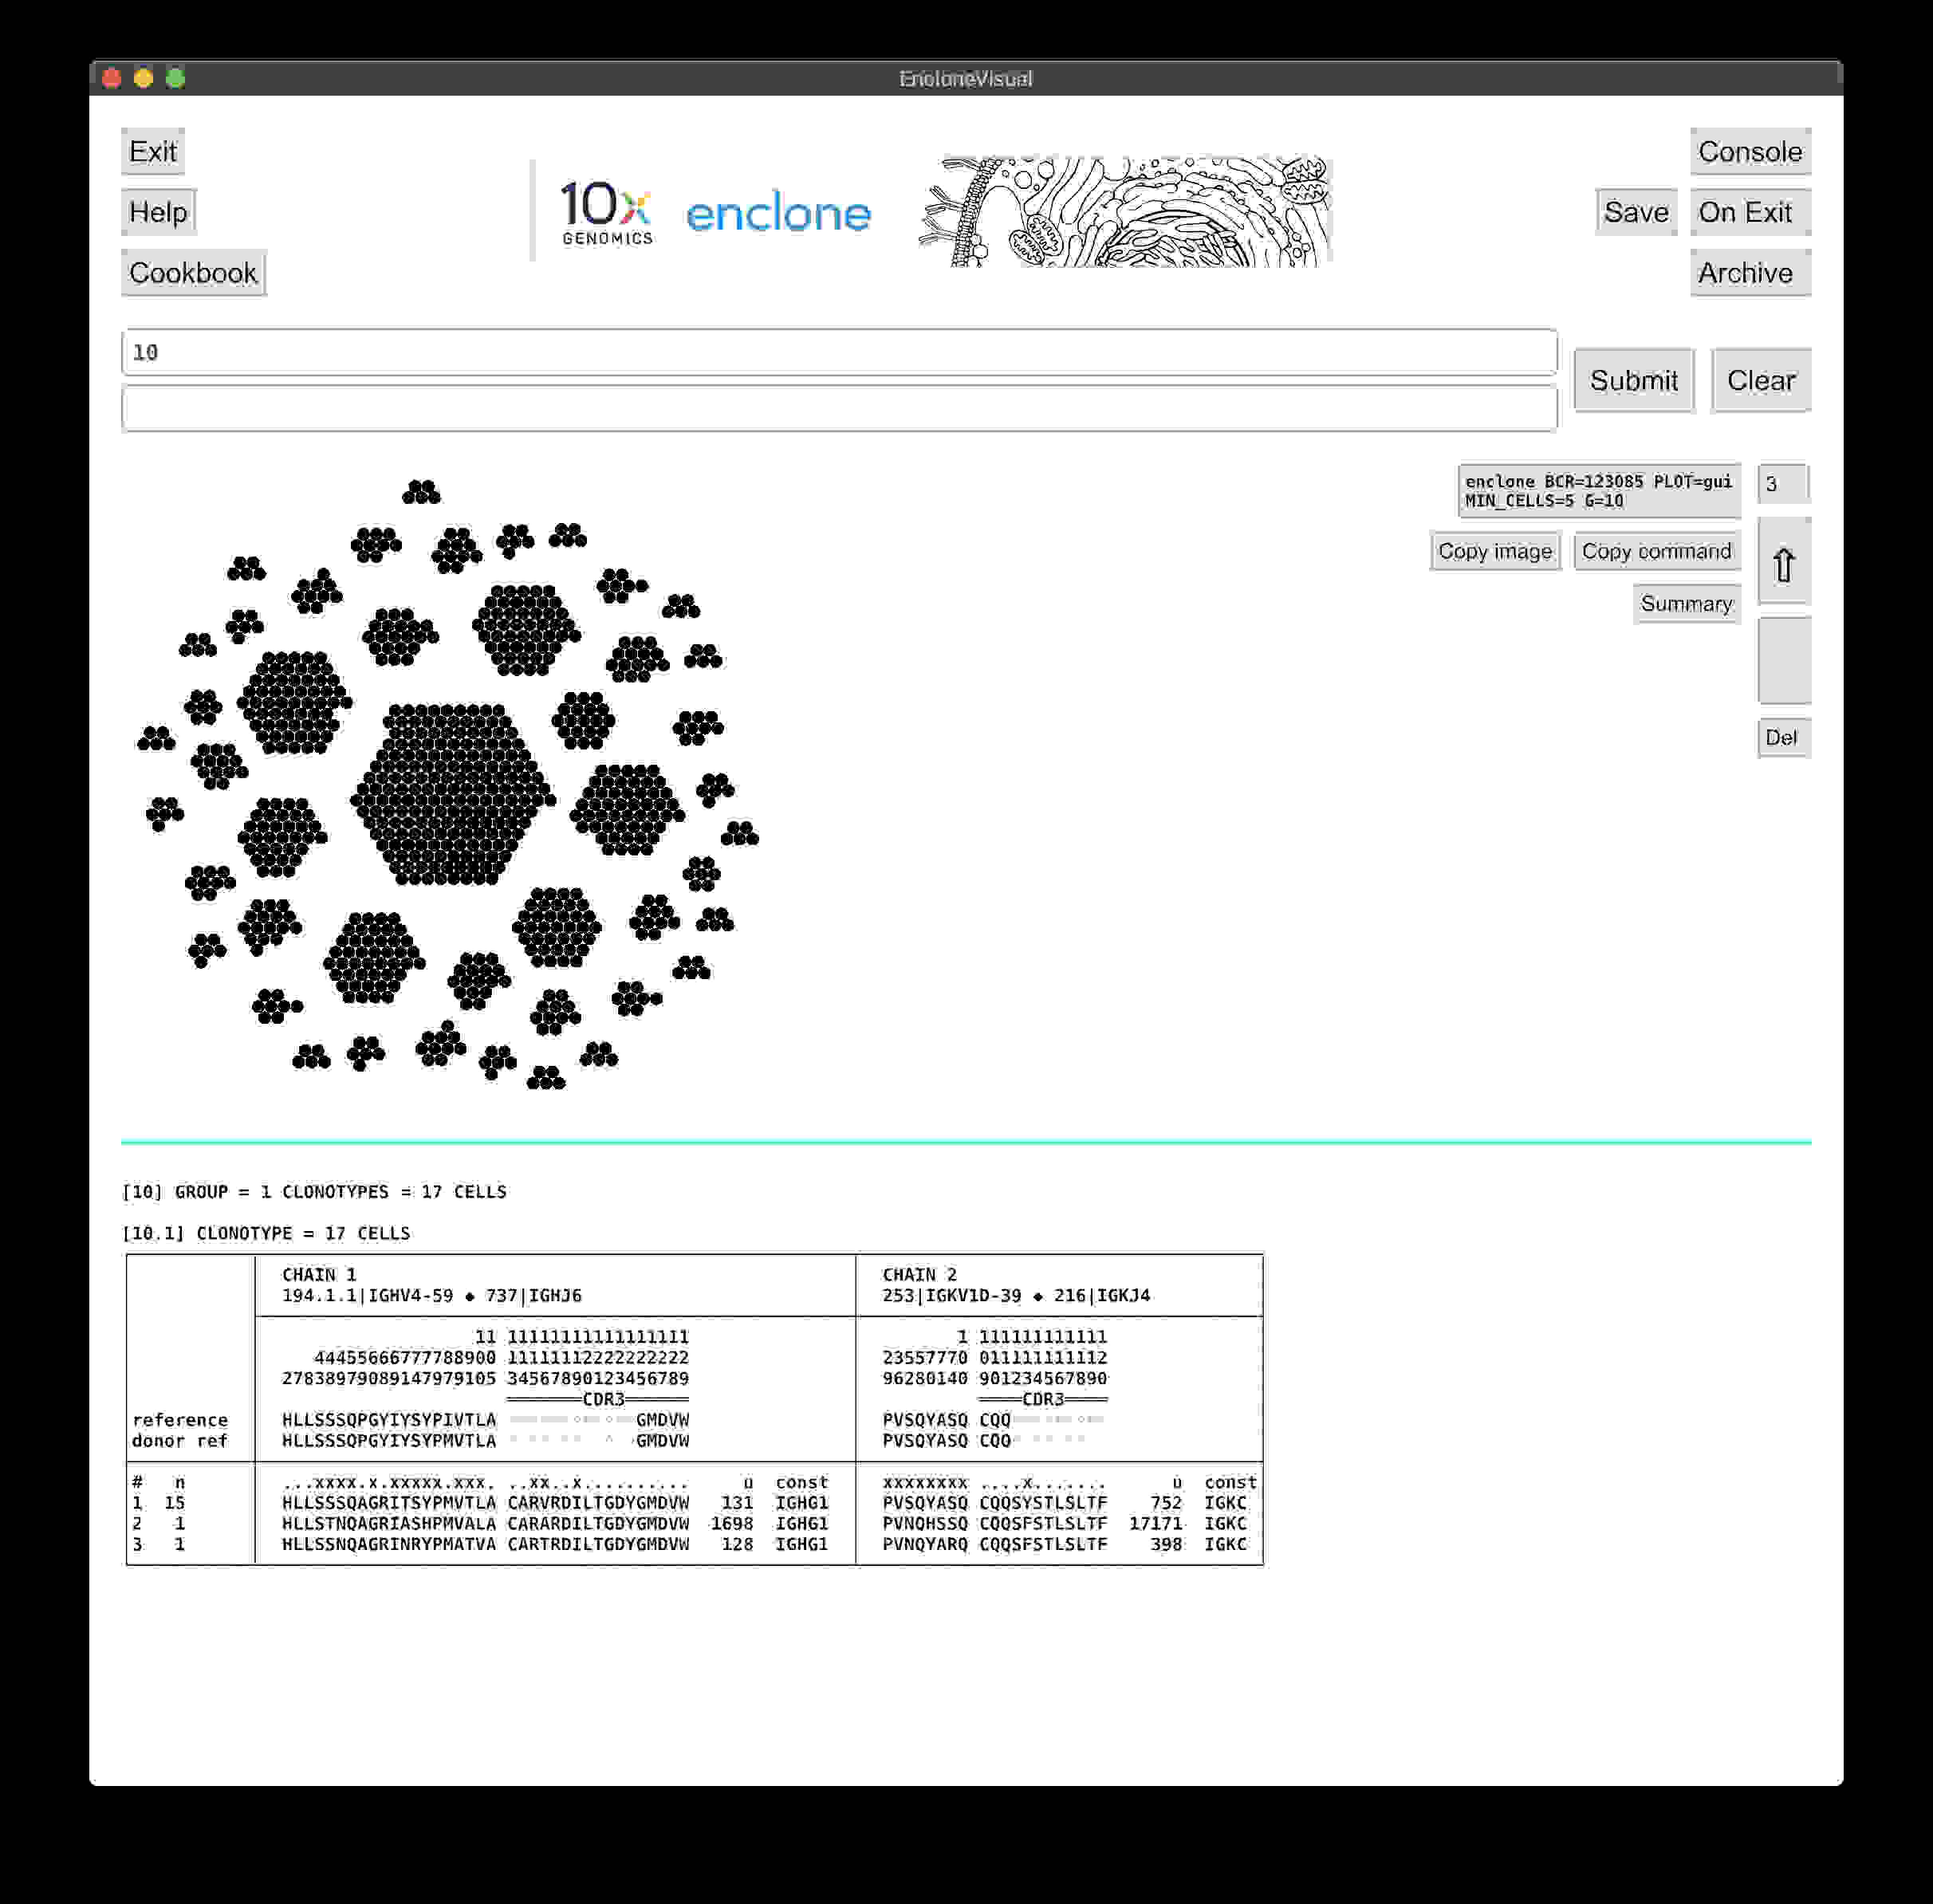 EncloneVisual
Exit
Help
Cookbook
10x
GENOMICS
enclone
Console
Save
On Exit
Archive
10
Submit
Clear
enclone BCR=123085 PLOT=gui
MIN_CELLS=5 G=10
3
Copy image
Copy command
⇧
Summary
Del
[10] GROUP = 1 CLONOTYPES = 17 CELLS
[10.1] CLONOTYPE = 17 CELLS
CHAIN 1 CHAIN 2
194.1.1|IGHV4-59 ◆ 737|IGHJ6 253|IGKV1D-39 ◆ 216|IGKJ4
11 11111111111111111 1 111111111111
44455666777788900 11111112222222222 23557770 011111111112
27838979089147979105 34567890123456789 96280140 901234567890
CDR3 CDR3
reference HLLSSSQPGYIYSYPIVTLA GMDVW PVSQYASQ CQQ
donor ref HLLSSSQPGYIYSYPMVTLA GMDVW PVSQYASQ CQQ
# n ...xxxx.x.xxxxx.xxx. ..xx..x.......... u const xxxxxxxx ....x....... u const
1 15 HLLSSSQAGRITSYPMVTLA CARVRDILTGDYGMDVW 131 IGHG1 PVSQYASQ CQQSYSTLSLTF 752 IGKC
2 1 HLLSTNQAGRIASHPMVALA CARARDILTGDYGMDVW 1698 IGHG1 PVNQHSSQ CQQSFSTLSLTF 17171 IGKC
3 1 HLLSSNQAGRINRYPMATVA CARTRDILTGDYGMDVW 128 IGHG1 PVNQYARQ CQQSFSTLSLTF 398 IGKC